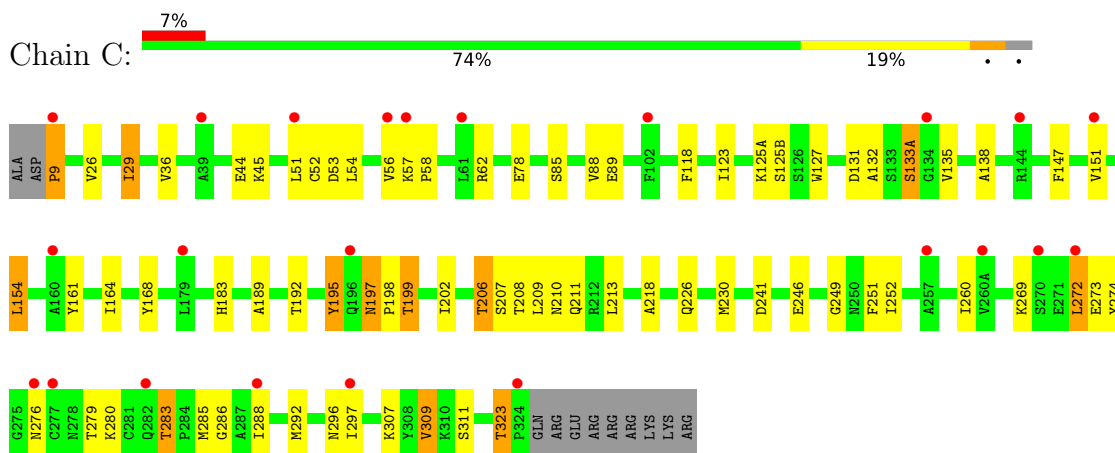 7%
Chain C:
74% 19% • •
ALA ASP P9 V26 I29 V36 A39 E44 K45 L51 C52 D53 L54 V56 K57 P58 L61 R62 E78 S85 V88 E89 F102 F118 I123 K125A S125B S126 W127 D131 A132 S133 S133A G134 V135 A138 R144 F147 V151
L154 A160 Y161 I164 Y168 L179 H183 A189 T192 Y195 Q196 N197 P198 T199 I202 T206 S207 T208 L209 N210 Q211 R212 L213 A218 Q226 M230 D241 E246 G249 N250 F251 I252 A257 I260 V260A K269 S270 E271 L272 E273 Y274
G275 N276 C277 N278 T279 K280 C281 Q282 T283 P284 M285 G286 A287 I288 M292 N296 I297 K307 Y308 V309 K310 S311 T323 P324 GLN ARG GLU ARG ARG ARG LYS LYS ARG